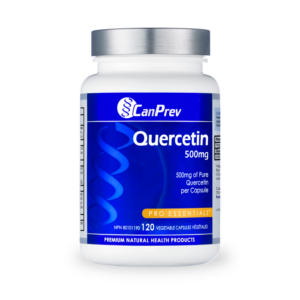 CanPrev
Quercetin
500mg
500mg of Pure
Quercetin
per Capsule
PRO ESSENTIALS
120 VEGETABLE CAPSULES VÉGÉTALES
PREMIUM NATURAL HEALTH PRODUCTS